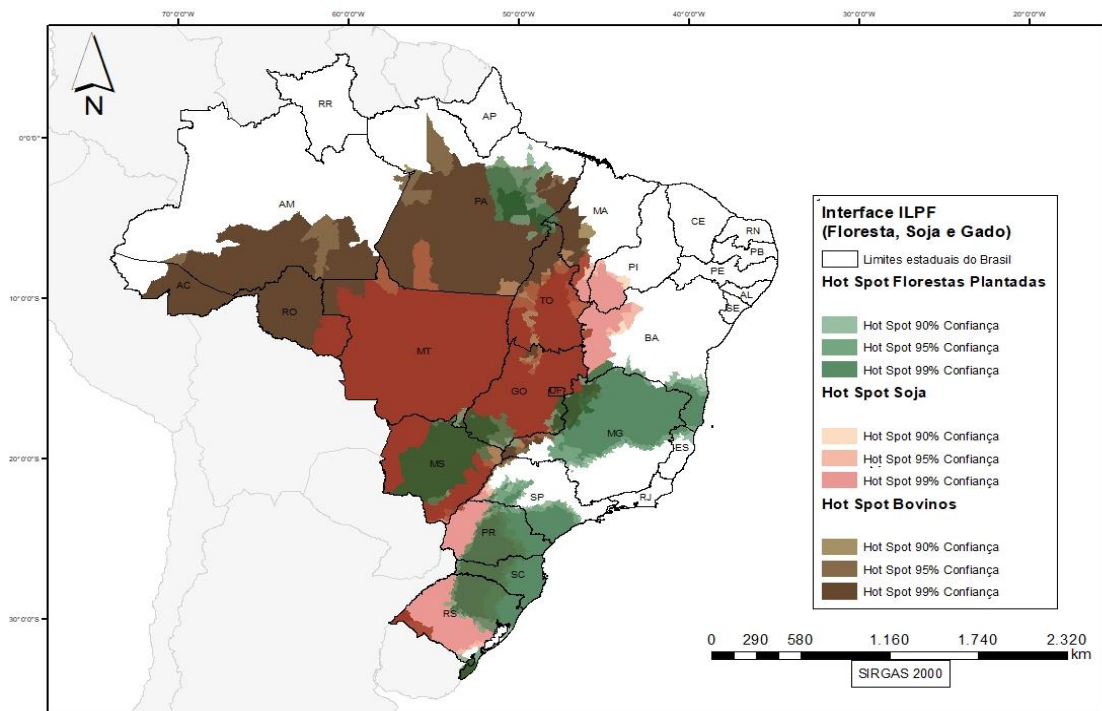 70°0'0"W
60°0'0"W
50°0'0"W
40°0'0"W
30°0'0"W
20°0'0"W
N
0°0'0"
10°0'0"S
20°0'0"S
30°0'0"S
RR
AP
AM
PA
MA
CE
RN
PB
PI
PE
AL
SE
AC
RO
TO
BA
MT
GO
DF
MG
ES
MS
SP
RJ
PR
SC
RS
Interface ILPF
(Floresta, Soja e Gado)
Limites estaduais do Brasil
Hot Spot Florestas Plantadas
Hot Spot 90% Confiança
Hot Spot 95% Confiança
Hot Spot 99% Confiança
Hot Spot Soja
Hot Spot 90% Confiança
Hot Spot 95% Confiança
Hot Spot 99% Confiança
Hot Spot Bovinos
Hot Spot 90% Confiança
Hot Spot 95% Confiança
Hot Spot 99% Confiança
0 290 580 1.160 1.740 2.320
km
SIRGAS 2000